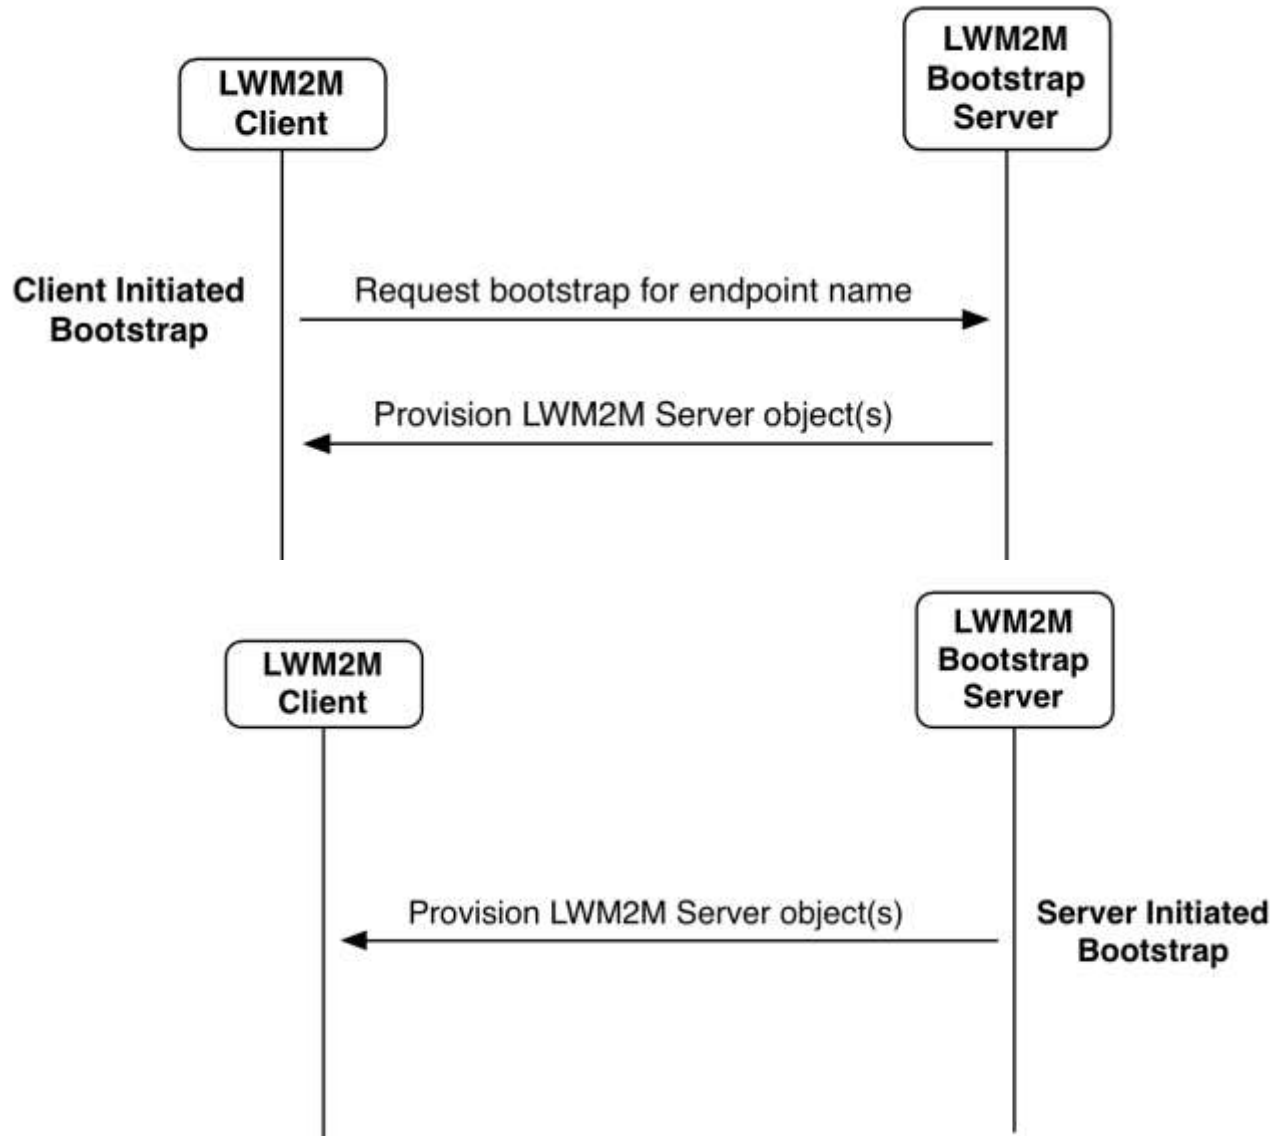 LWM2M
Client
LWM2M
Bootstrap
Server
Client Initiated
Bootstrap
Request bootstrap for endpoint name
Provision LWM2M Server object(s)
LWM2M
Client
LWM2M
Bootstrap
Server
Provision LWM2M Server object(s)
Server Initiated
Bootstrap